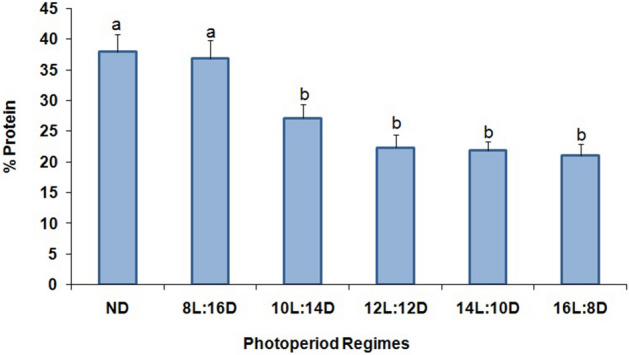 45
40
35
30
25
20
15
10
5
0
% Protein
a
a
b
b
b
b
ND 8L:16D 10L:14D 12L:12D 14L:10D 16L:8D
Photoperiod Regimes